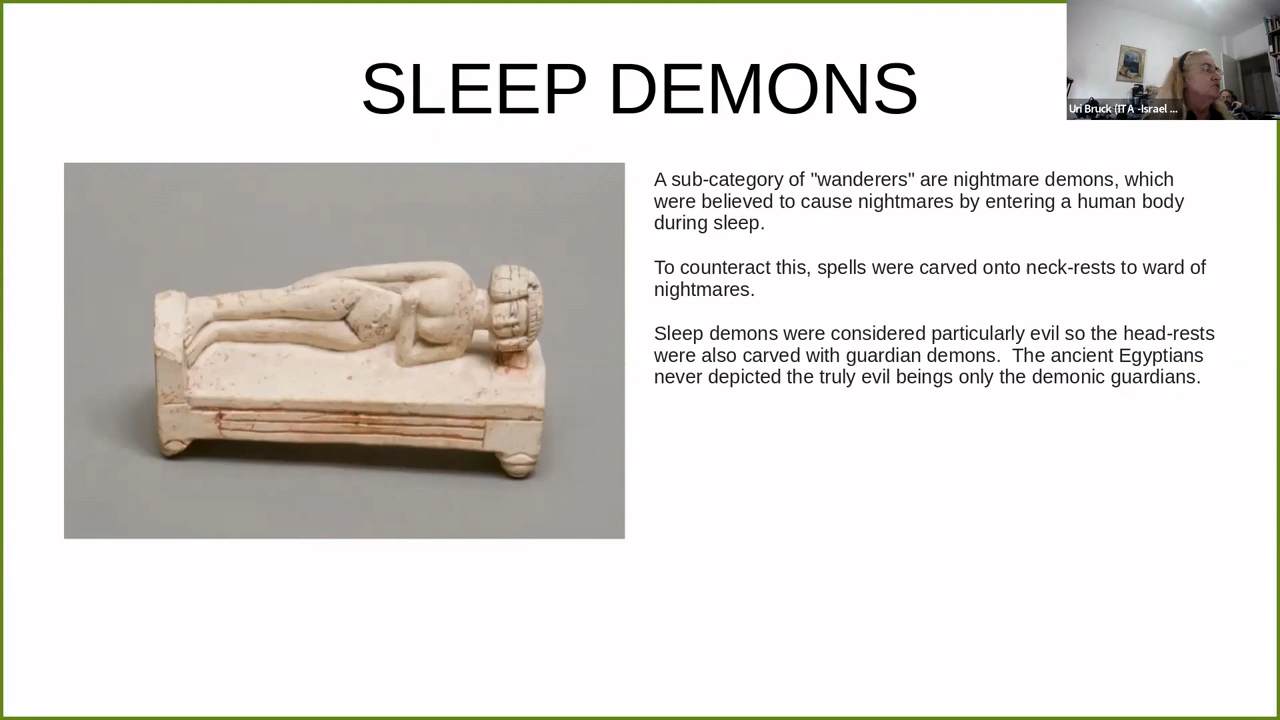 SLEEP DEMONS
Uri Bruck (ITA -Israel ...
A sub-category of "wanderers" are nightmare demons, which
were believed to cause nightmares by entering a human body
during sleep.
To counteract this, spells were carved onto neck-rests to ward of
nightmares.
Sleep demons were considered particularly evil so the head-rests
were also carved with guardian demons.  The ancient Egyptians
never depicted the truly evil beings only the demonic guardians.